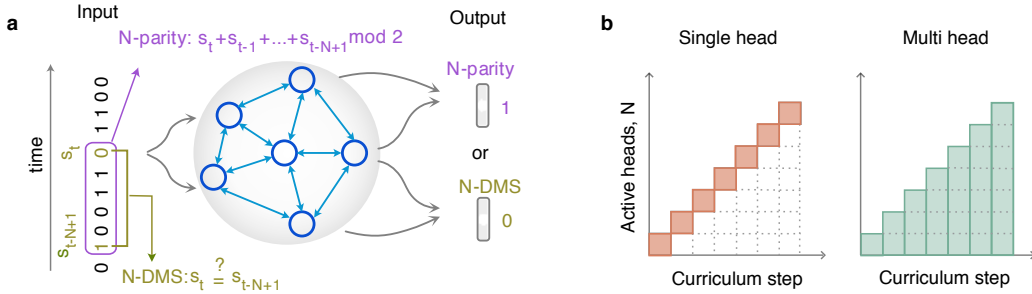 a
Input
Output
N-parity: s_t+s_{t-1} +...+s_{t-N+1} mod 2
time
s_{t-N+1}
s_t
0 1 0 0 1 1 0 1 1 0 0
N-DMS: s_t =? s_{t-N+1}
N-parity
1
or
N-DMS
0
b
Single head
Multi head
Active heads, N
Curriculum step
Curriculum step